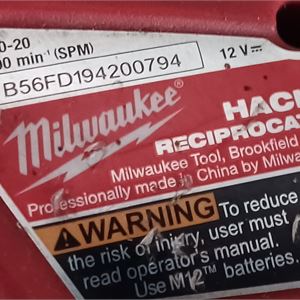 0-20
00 min⁻¹ (SPM)
12 V⎓
B56FD194200794
Milwaukee
HAC
RECIPROCA
Milwaukee Tool, Brookfield
Professionally made in China by Milwa
WARNING To reduce
the risk of injury, user must
read operator's manual.
Use M12™ batteries.